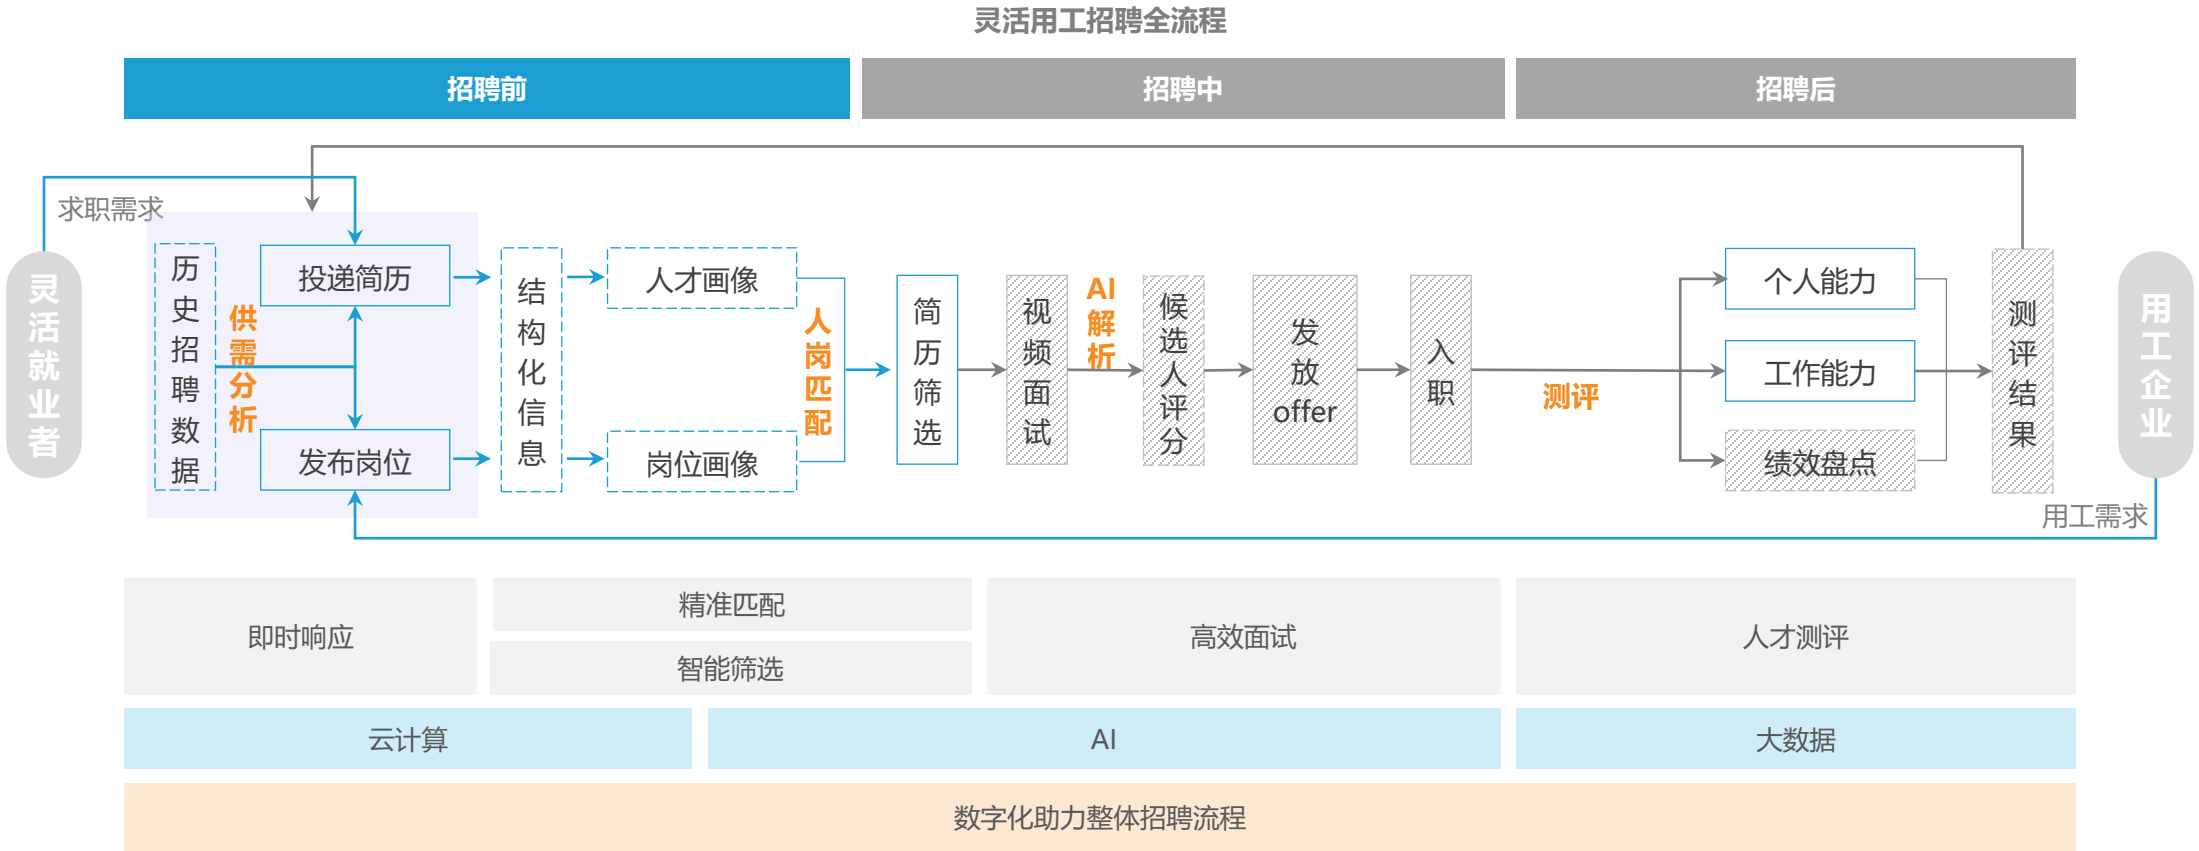 灵活用工招聘全流程
招聘前
招聘中
招聘后
求职需求
灵活就业者
历史招聘数据
供需分析
投递简历
发布岗位
结构化信息
人才画像
岗位画像
人岗匹配
简历筛选
视频面试
AI解析
候选人评分
发放offer
入职
测评
个人能力
工作能力
绩效盘点
测评结果
用工企业
用工需求
即时响应
精准匹配
智能筛选
高效面试
人才测评
云计算
AI
大数据
数字化助力整体招聘流程